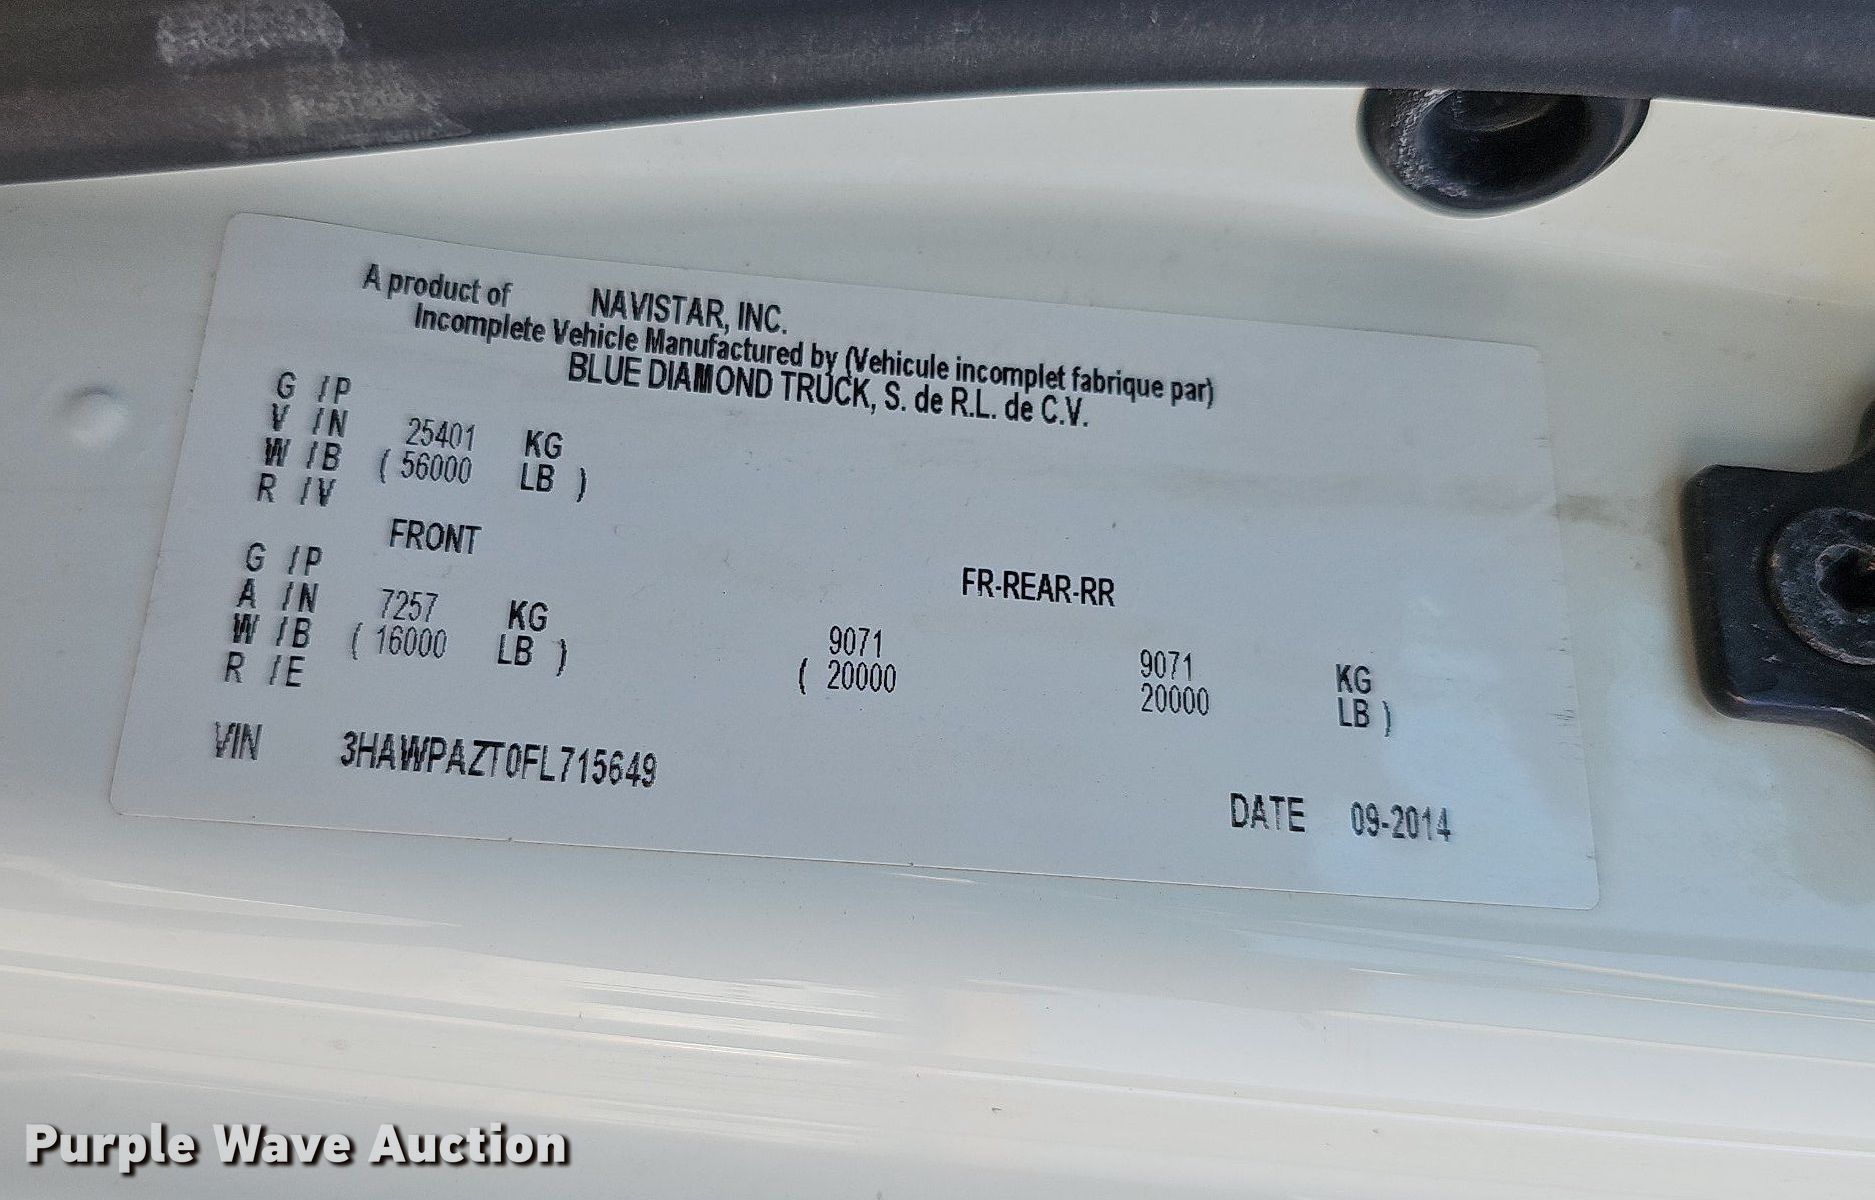 A product of NAVISTAR, INC.
Incomplete Vehicle Manufactured by (Vehicule incomplet fabrique par)
BLUE DIAMOND TRUCK, S. de R.L. de C.V.
G /P
V /N 25401 KG
W /B ( 56000 LB )
R /V
FRONT FR-REAR-RR
G /P
A /N 7257 KG 9071 9071 KG
W /B ( 16000 LB ) ( 20000 20000 LB )
R /E
VIN 3HAWPAZT0FL715649
DATE 09-2014
Purple Wave Auction